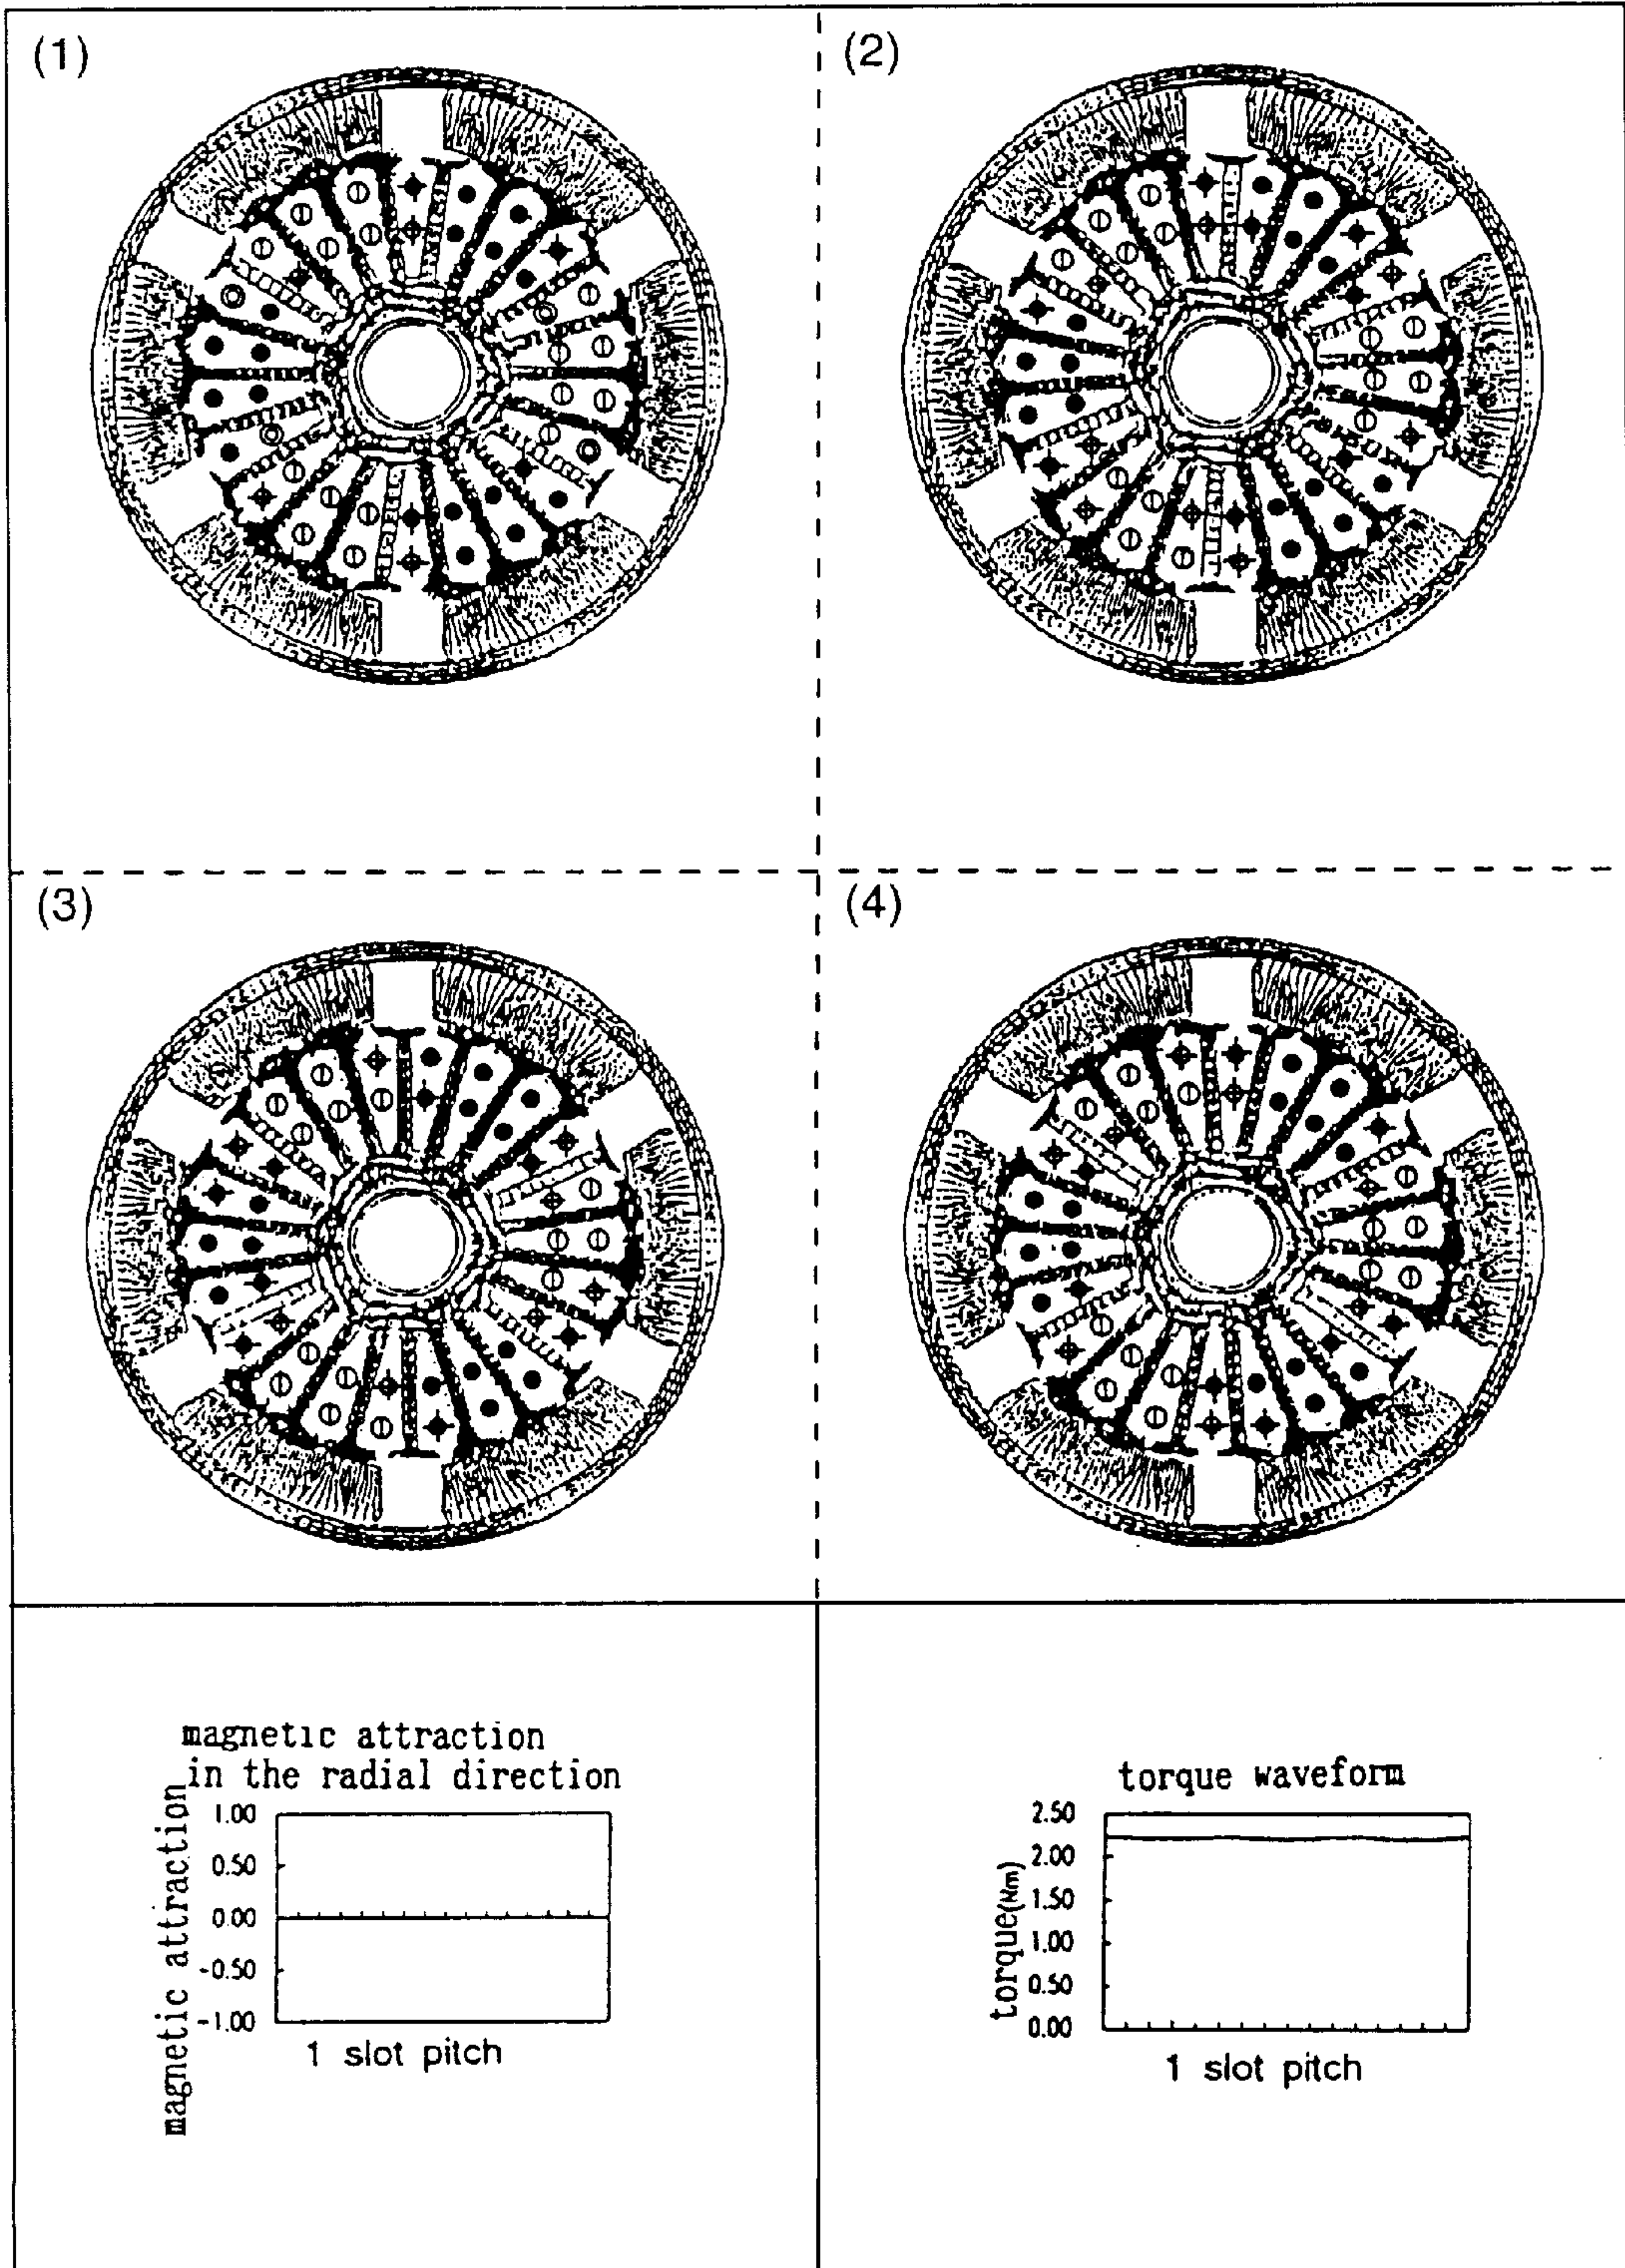 (1)
(2)
(3)
(4)
magnetic attraction
in the radial direction
magnetic attraction
1.00
0.50
0.00
-0.50
-1.00
1 slot pitch
torque waveform
torque(Nm)
2.50
2.00
1.50
1.00
0.50
0.00
1 slot pitch